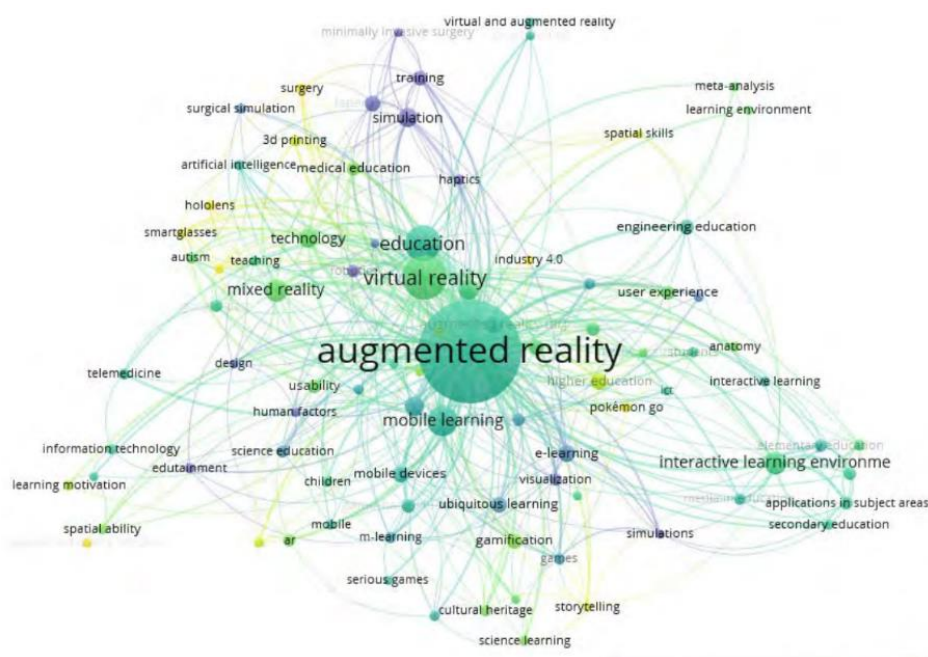 virtual and augmented reality
minimally invasive surgery
training
meta-analysis
surgery
learning environment
surgical simulation
simulation
spatial skills
3d printing
artificial intelligence
medical education
haptics
hololens
engineering education
smartglasses
technology
education
autism
teaching
industry 4.0
virtual reality
mixed reality
user experience
augmented reality
anatomy
design
telemedicine
higher education
interactive learning
usability
ict
human factors
pokémon go
mobile learning
information technology
science education
e-learning
elementary education
edutainment
interactive learning environme
learning motivation
children
mobile devices
visualization
ubiquitous learning
applications in subject areas
spatial ability
mobile
secondary education
ar
m-learning
gamification
simulations
games
serious games
cultural heritage
storytelling
science learning